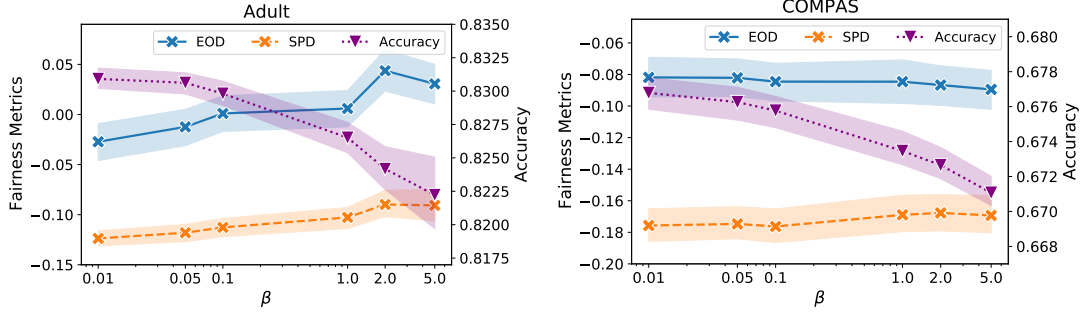 Adult
EOD SPD Accuracy
Fairness Metrics
0.05
0.00
−0.05
−0.10
−0.15
0.8350
0.8325
0.8300
0.8275
0.8250
0.8225
0.8200
0.8175
Accuracy
0.01 0.05 0.1 1.0 2.0 5.0
β
COMPAS
EOD SPD Accuracy
Fairness Metrics
−0.06
−0.08
−0.10
−0.12
−0.14
−0.16
−0.18
−0.20
0.680
0.678
0.676
0.674
0.672
0.670
0.668
Accuracy
0.01 0.05 0.1 1.0 2.0 5.0
β